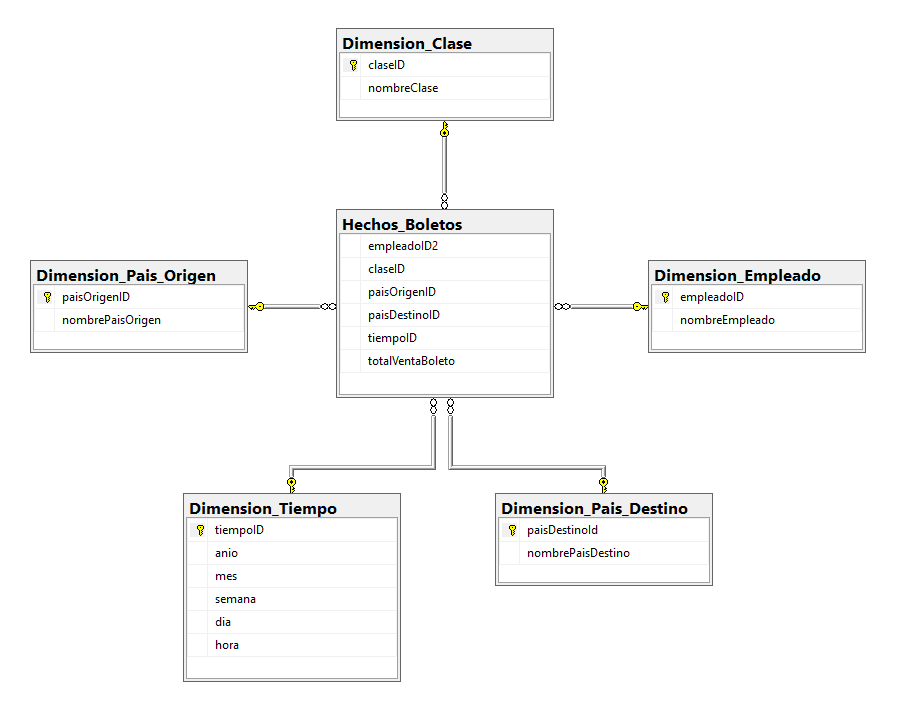 Dimension_Clase
claseID
nombreClase
Hechos_Boletos
empleadoID2
claseID
paisOrigenID
paisDestinoID
tiempoID
totalVentaBoleto
Dimension_Pais_Origen
paisOrigenID
nombrePaisOrigen
Dimension_Empleado
empleadoID
nombreEmpleado
Dimension_Tiempo
tiempoID
anio
mes
semana
dia
hora
Dimension_Pais_Destino
paisDestinoId
nombrePaisDestino